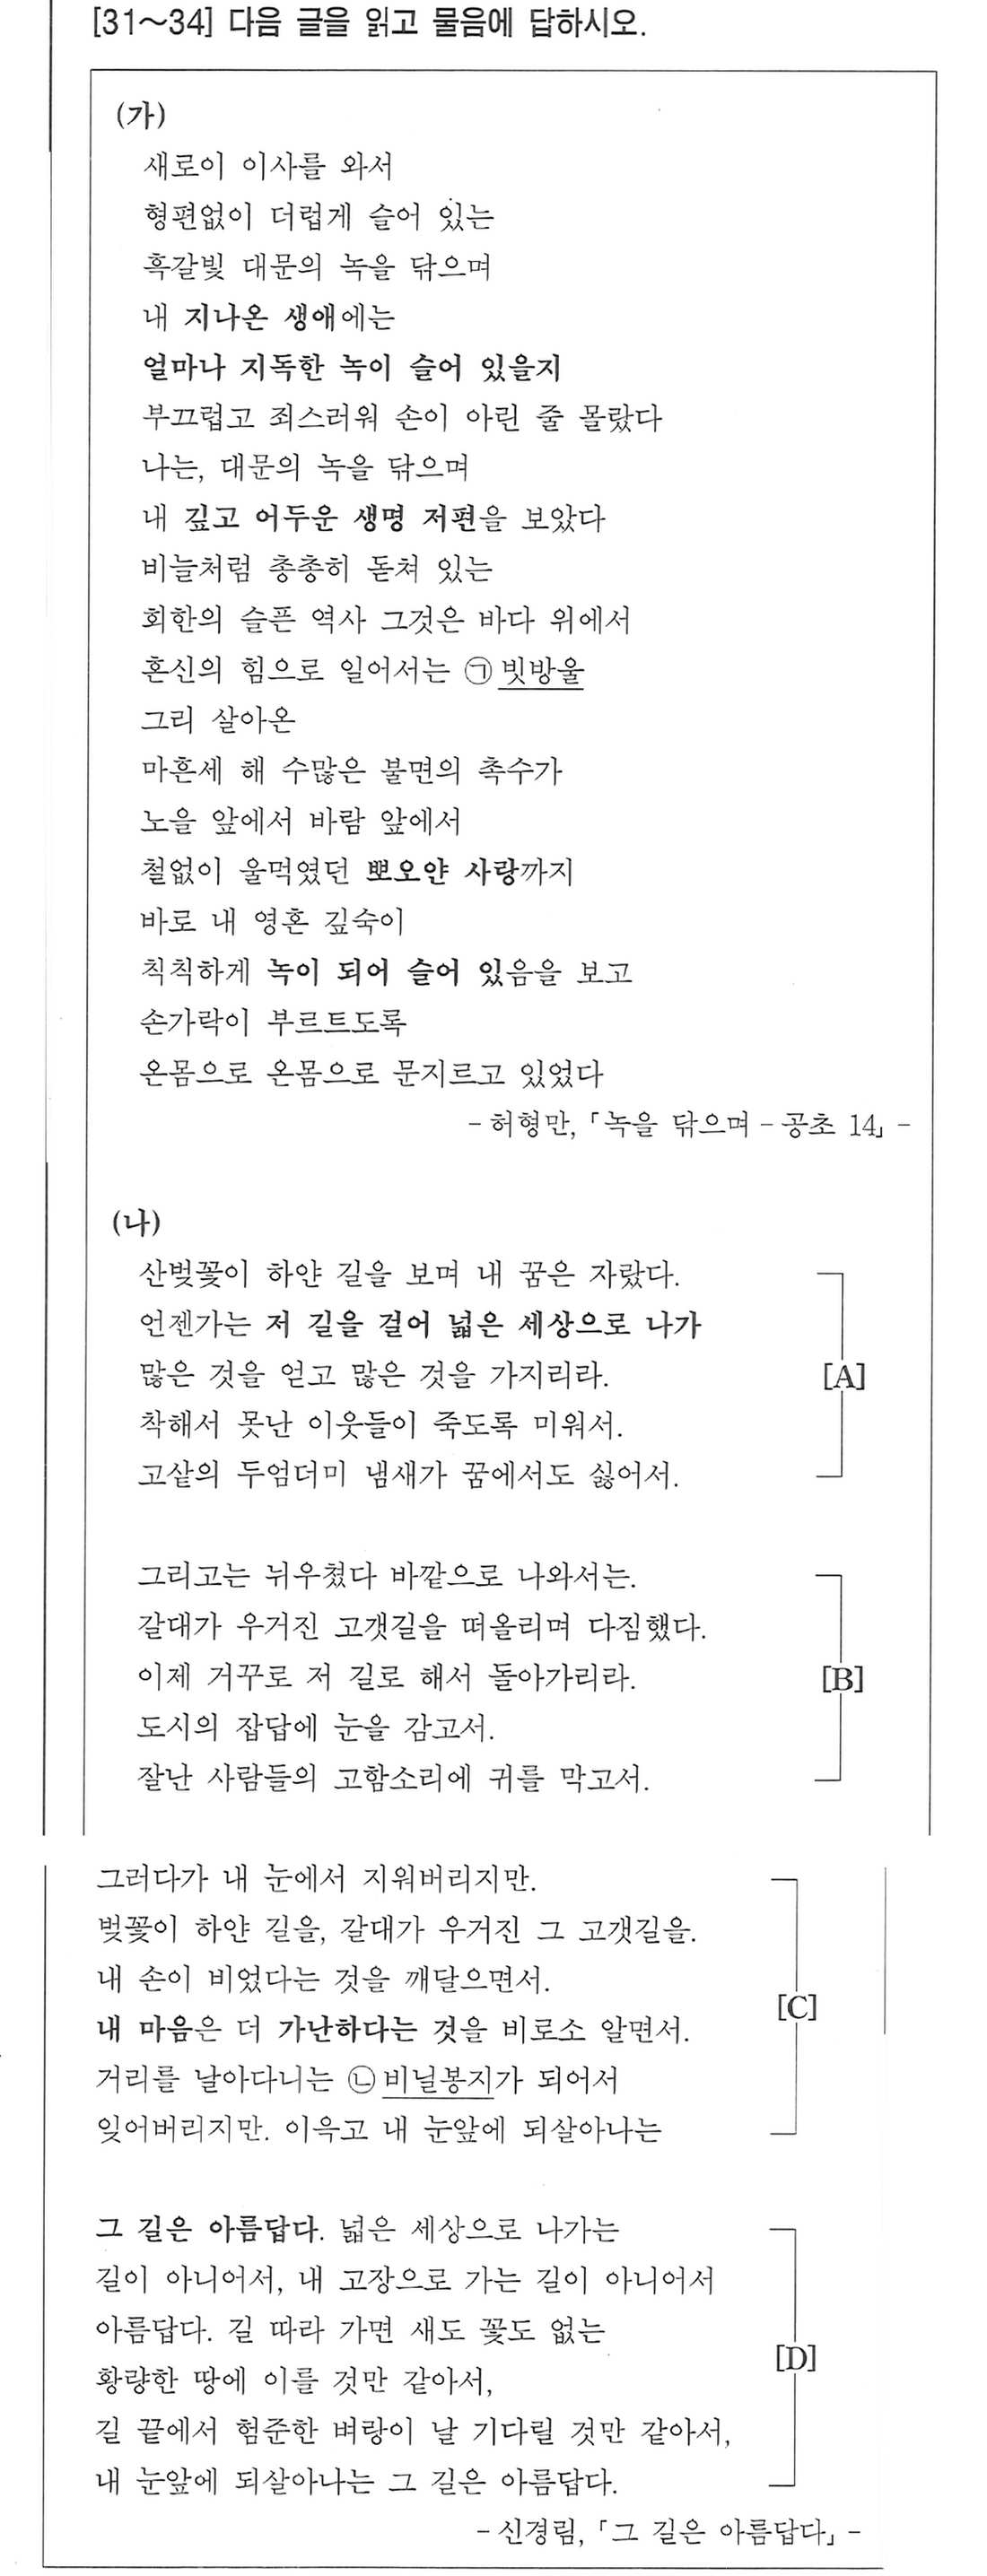 [31~34] 다음 글을 읽고 물음에 답하시오.
(가)
새로이 이사를 와서
형편없이 더럽게 슬어 있는
흑갈빛 대문의 녹을 닦으며
내 지나온 생애에는
얼마나 지독한 녹이 슬어 있을지
부끄럽고 죄스러워 손이 아린 줄 몰랐다
나는, 대문의 녹을 닦으며
내 깊고 어두운 생명 저편을 보았다
비늘처럼 총총히 돋쳐 있는
회한의 슬픈 역사 그것은 바다 위에서
혼신의 힘으로 일어서는 ㉠빗방울
그리 살아온
마흔세 해 수많은 불면의 촉수가
노을 앞에서 바람 앞에서
철없이 울먹였던 뽀오얀 사랑까지
바로 내 영혼 깊숙이
칙칙하게 녹이 되어 슬어 있음을 보고
손가락이 부르트도록
온몸으로 온몸으로 문지르고 있었다
- 허형만, 「녹을 닦으며 - 공초 14」 -
(나)
산벚꽃이 하얀 길을 보며 내 꿈은 자랐다.
언젠가는 저 길을 걸어 넓은 세상으로 나가
많은 것을 얻고 많은 것을 가지리라. [A]
착해서 못난 이웃들이 죽도록 미워서.
고샅의 두엄더미 냄새가 꿈에서도 싫어서.
그리고는 뉘우쳤다 바깥으로 나와서는.
갈대가 우거진 고갯길을 떠올리며 다짐했다.
이제 거꾸로 저 길로 해서 돌아가리라. [B]
도시의 잡답에 눈을 감고서.
잘난 사람들의 고함소리에 귀를 막고서.
그러다가 내 눈에서 지워버리지만.
벚꽃이 하얀 길을, 갈대가 우거진 그 고갯길을.
내 손이 비었다는 것을 깨달으면서. [C]
내 마음은 더 가난하다는 것을 비로소 알면서.
거리를 날아다니는 ㉡비닐봉지가 되어서
잊어버리지만. 이윽고 내 눈앞에 되살아나는
그 길은 아름답다. 넓은 세상으로 나가는
길이 아니어서, 내 고장으로 가는 길이 아니어서
아름답다. 길 따라 가면 새도 꽃도 없는 [D]
황량한 땅에 이를 것만 같아서,
길 끝에서 험준한 벼랑이 날 기다릴 것만 같아서,
내 눈앞에 되살아나는 그 길은 아름답다.
- 신경림, 「그 길은 아름답다」 -